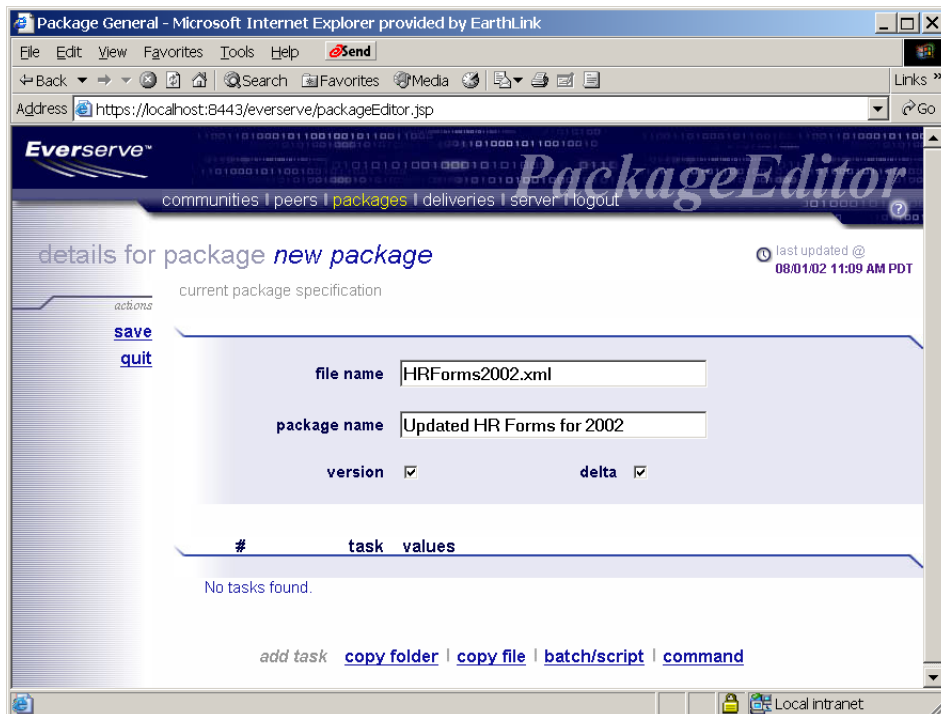 Package General - Microsoft Internet Explorer provided by EarthLink
File Edit View Favorites Tools Help eSend
Back Search Favorites Media Links »
Address https://localhost:8443/everserve/packageEditor.jsp Go
Everserve™
PackageEditor
communities | peers | packages | deliveries | server | logout
?
details for package new package
last updated @
08/01/02 11:09 AM PDT
current package specification
actions
save
quit
file name HRForms2002.xml
package name Updated HR Forms for 2002
version delta
# task values
No tasks found.
add task copy folder | copy file | batch/script | command
Local intranet